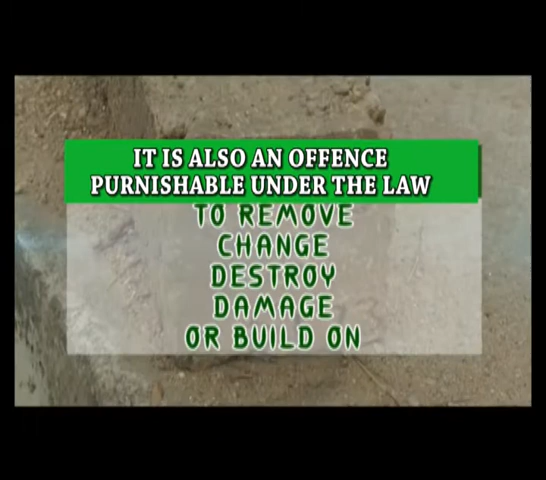 IT IS ALSO AN OFFENCE
PURNISHABLE UNDER THE LAW
TO REMOVE
CHANGE
DESTROY
DAMAGE
OR BUILD ON